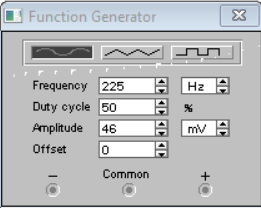 Function Generator
Frequency 225 Hz
Duty cycle 50 %
Amplitude 46 mV
Offset 0
− Common +